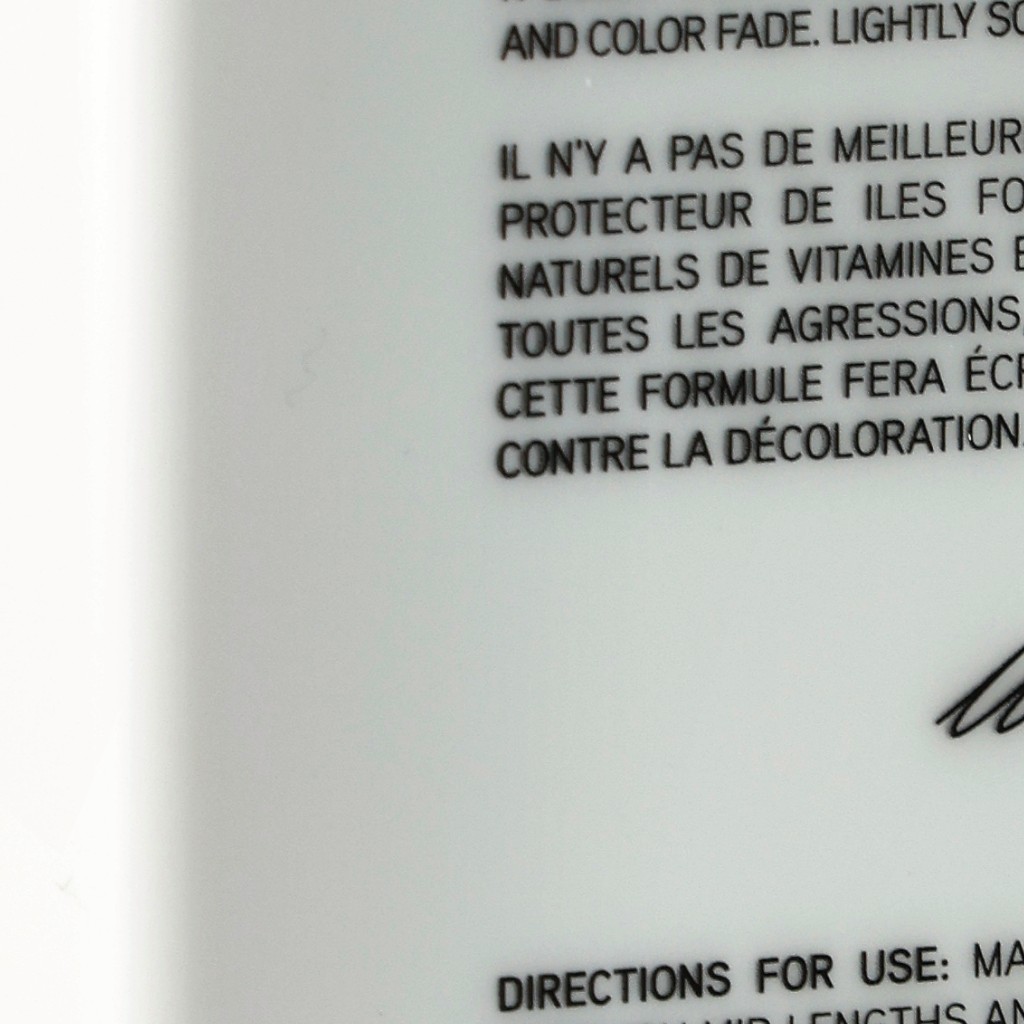 AND COLOR FADE. LIGHTLY
IL N'Y A PAS DE MEILLEUR
PROTECTEUR DE ILES
NATURELS DE VITAMINES
TOUTES LES AGRESSIONS
CETTE FORMULE FERA
CONTRE LA DÉCOLORATION
DIRECTIONS FOR USE: